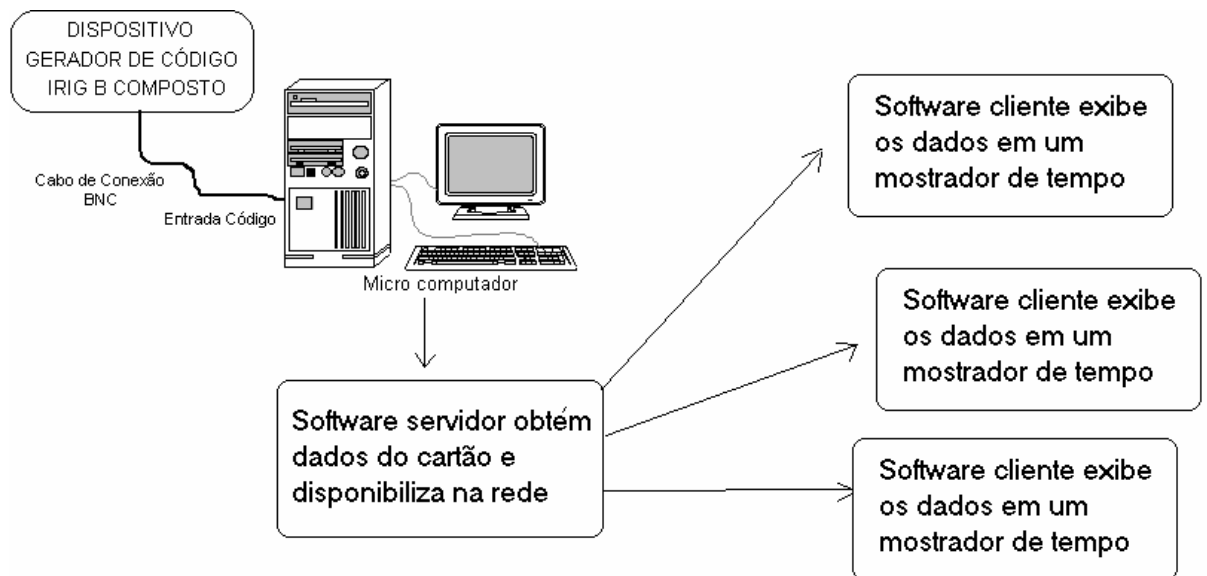 DISPOSITIVO
GERADOR DE CÓDIGO
IRIG B COMPOSTO
Cabo de Conexão
BNC
Entrada Código
Micro computador
Software servidor obtém
dados do cartão e
disponibiliza na rede
Software cliente exibe
os dados em um
mostrador de tempo
Software cliente exibe
os dados em um
mostrador de tempo
Software cliente exibe
os dados em um
mostrador de tempo